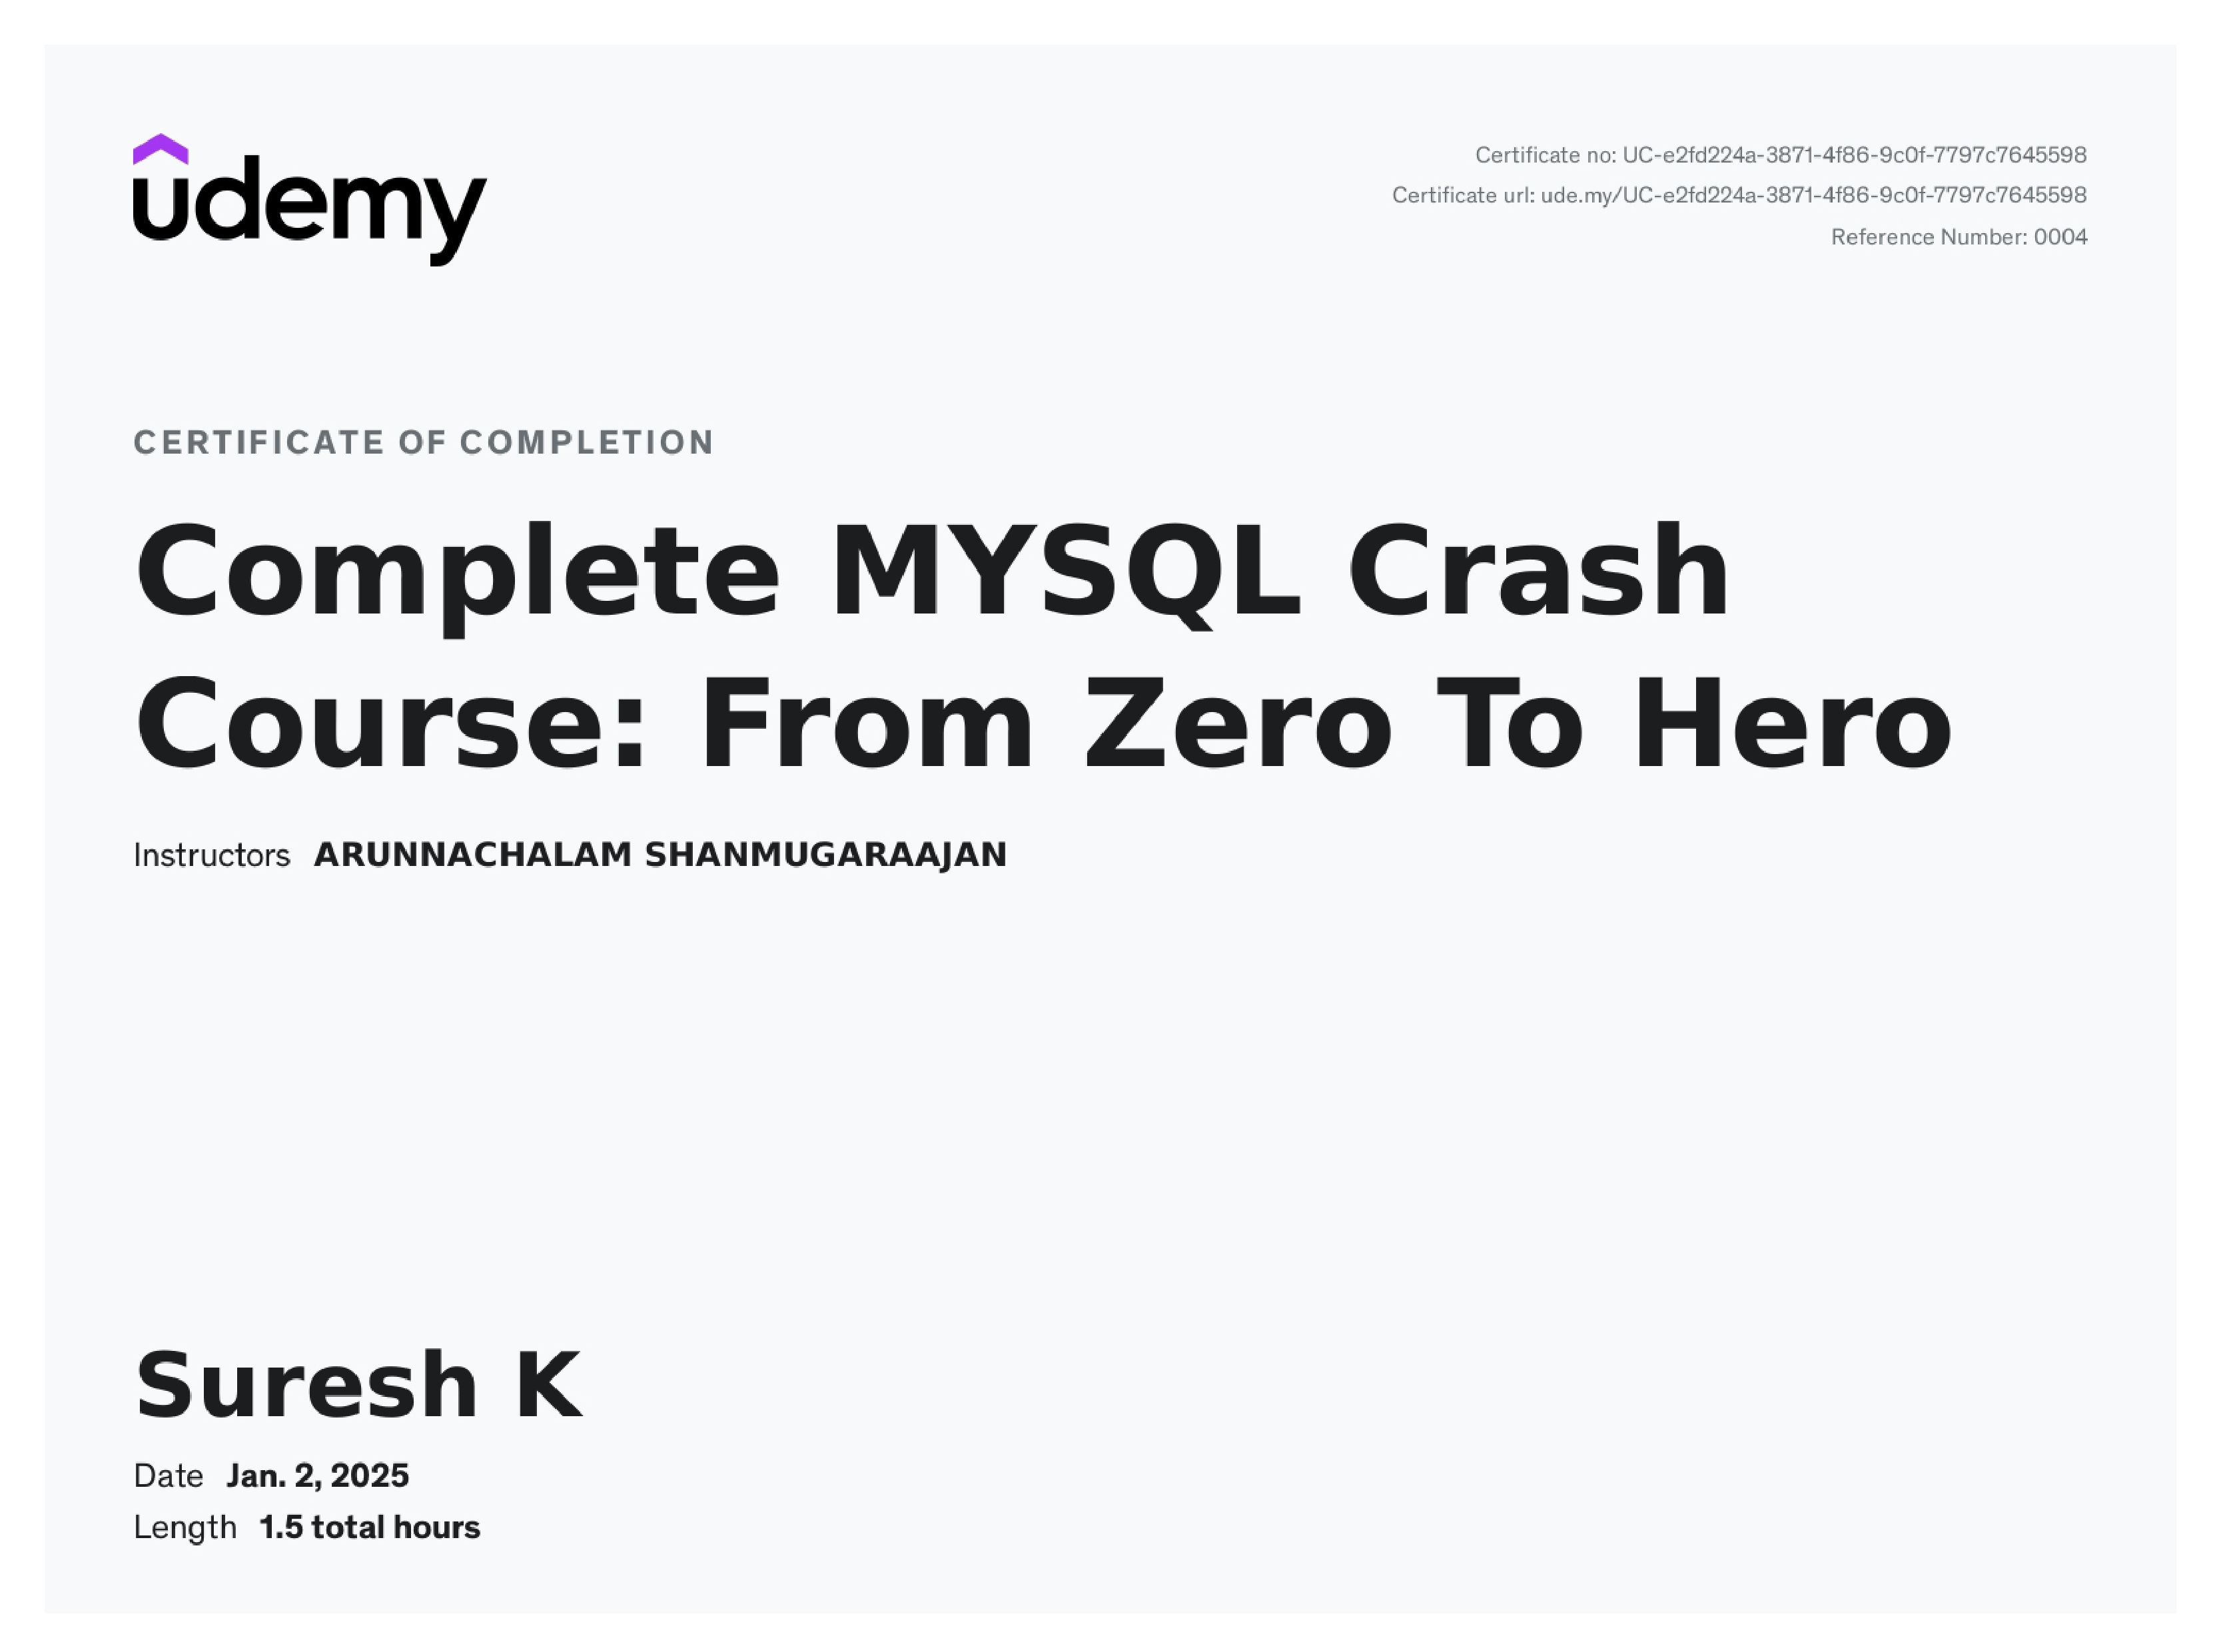 udemy
Certificate no: UC-e2fd224a-3871-4f86-9c0f-7797c7645598
Certificate url: ude.my/UC-e2fd224a-3871-4f86-9c0f-7797c7645598
Reference Number: 0004
CERTIFICATE OF COMPLETION
Complete MYSQL Crash
Course: From Zero To Hero
Instructors ARUNNACHALAM SHANMUGARAAJAN
Suresh K
Date Jan. 2, 2025
Length 1.5 total hours